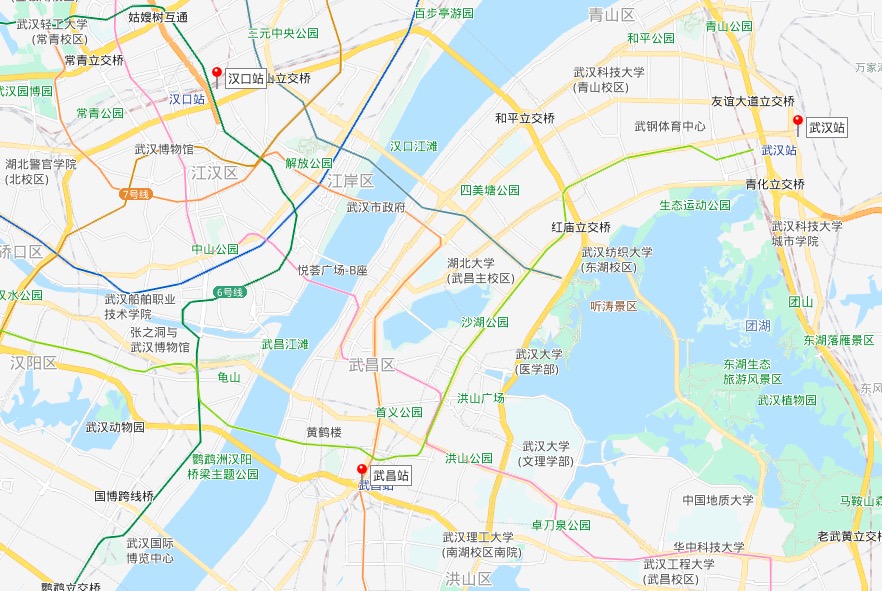 姑嫂树互通
百步亭游园
青山区
武汉轻工大学
(常青校区)
三元中央公园
和平公园
青山公园
常青立交桥
汉口站
立交桥
武汉科技大学
(青山校区)
万家
武汉园博园
汉口站
友谊大道立交桥
常青公园
和平立交桥
武钢体育中心
武汉站
武汉博物馆
汉口江滩
武汉站
湖北警官学院
(北校区)
江汉区
解放公园
江岸区
四美塘公园
青化立交桥
7号线
武汉市政府
生态运动公园
红庙立交桥
武汉科技大学
城市学院
硚口区
中山公园
武汉纺织大学
(东湖校区)
悦荟广场-B座
湖北大学
(武昌主校区)
汉水公园
武汉船舶职业
技术学院
6号线
听涛景区
团山
张之洞与
武汉博物馆
沙湖公园
团湖
武昌江滩
东湖落雁景区
汉阳区
武昌区
武汉大学
(医学部)
东湖生态
旅游风景区
龟山
东风
洪山广场
武汉植物园
首义公园
武汉动物园
黄鹤楼
武汉大学
(文理学部)
鹦鹉洲汉阳
桥梁主题公园
洪山公园
武昌站
武昌站
国博跨线桥
中国地质大学
马鞍山森
卓刀泉公园
武汉国际
博览中心
武汉理工大学
(南湖校区南院)
老武黄立交桥
华中科技大学
鹦鹉立交桥
洪山区
武汉工程大学
(武昌校区)